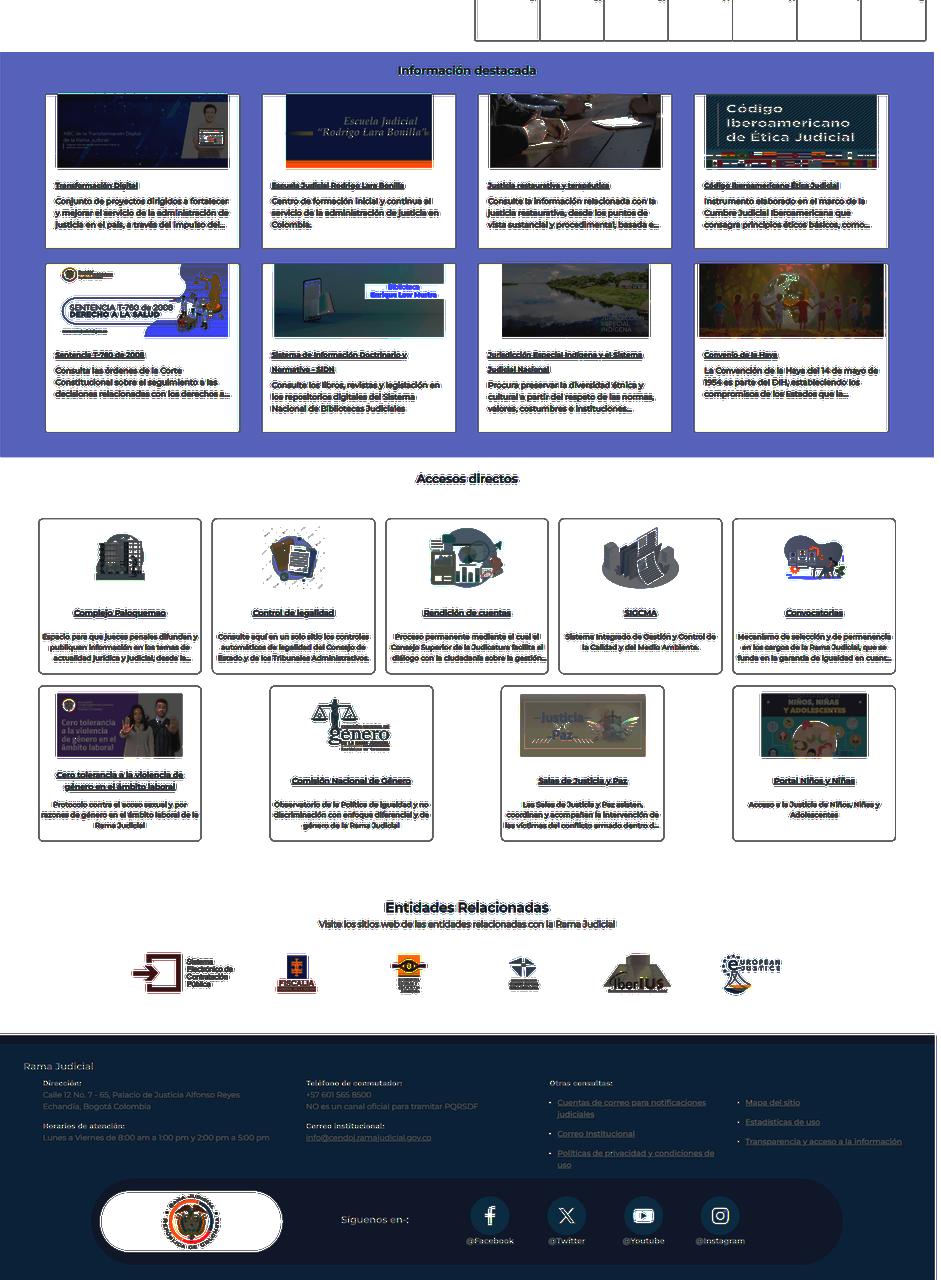 Información destacada
ABC de la Transformación Digital
de la Rama Judicial
Escuela Judicial
"Rodrigo Lara Bonilla"
Código
Iberoamericano
de Ética Judicial
Transformación Digital
Conjunto de proyectos dirigidos a fortalecer
y mejorar el servicio de la administración de
justicia en el país, a través del impulso del...
Escuela Judicial Rodrigo Lara Bonilla
Centro de formación inicial y continua al
servicio de la administración de justicia en
Colombia.
Justicia restaurativa y terapéutica
Consulte la información relacionada con la
justicia restaurativa, desde los puntos de
vista sustancial y procedimental, basada e...
Código Iberoamericano Ética Judicial
Instrumento elaborado en el marco de la
Cumbre Judicial Iberoamericana que
consagra principios éticos básicos, como...
SENTENCIA T-760 de 2008
DERECHO A LA SALUD
Biblioteca
Enrique Low Murtra
ESPECIAL
INDÍGENA
Sentencia T-760 de 2008
Consulta las órdenes de la Corte
Constitucional sobre el seguimiento a las
decisiones relacionadas con los derechos a...
Sistema de Información Doctrinario y
Normativo - SIDN
Consulte los libros, revistas y legislación en
los repositorios digitales del Sistema
Nacional de Bibliotecas Judiciales
Jurisdicción Especial Indígena y el Sistema
Judicial Nacional
Procura preservar la diversidad étnica y
cultural a partir del respeto de las normas,
valores, costumbres e instituciones...
Convenio de la Haya
La Convención de la Haya del 14 de mayo de
1954 es parte del DIH, estableciendo los
compromisos de los Estados que la...
Accesos directos
Complejo Paloquemao
Espacio para que jueces penales difundan y
publiquen información en los temas de
actualidad jurídica y judicial, desde la...
Control de legalidad
Consulte aquí en un solo sitio los controles
automáticos de legalidad del Consejo de
Estado y de los Tribunales Administrativos.
Rendición de cuentas
Proceso permanente mediante el cual el
Consejo Superior de la Judicatura facilita el
diálogo con la ciudadanía sobre la gestión...
SIGCMA
Sistema Integrado de Gestión y Control de
la Calidad y del Medio Ambiente.
Convocatorias
Mecanismo de selección y de permanencia
en los cargos de la Rama Judicial, que se
funda en la garantía de igualdad en cuant...
Cero tolerancia
a la violencia
de género en el
ámbito laboral
género
Justicia
Paz
NIÑOS, NIÑAS
Y ADOLESCENTES
Cero tolerancia a la violencia de
género en el ámbito laboral
Protocolo contra el acoso sexual y por
razones de género en el ámbito laboral de la
Rama Judicial
Comisión Nacional de Género
Observatorio de la Política de igualdad y no
discriminación con enfoque diferencial y de
género de la Rama Judicial
Salas de Justicia y Paz
Las Salas de Justicia y Paz asisten,
coordinan y acompañan la intervención de
las víctimas del conflicto armado dentro d...
Portal Niños y Niñas
Acceso a la Justicia de Niños, Niñas y
Adolescentes
Entidades Relacionadas
Visite los sitios web de las entidades relacionadas con la Rama Judicial
Sistema
Electrónico de
Contratación
Pública
FISCALIA
IberIUS
EUROPEAN
JUSTICE
Rama Judicial
Dirección:
Calle 12 No. 7 - 65, Palacio de Justicia Alfonso Reyes
Echandía, Bogotá Colombia
Horarios de atención:
Lunes a Viernes de 8:00 am a 1:00 pm y 2:00 pm a 5:00 pm
Teléfono de conmutador:
+57 601 565 8500
NO es un canal oficial para tramitar PQRSDF
Correo institucional:
info@cendoj.ramajudicial.gov.co
Otras consultas:
• Cuentas de correo para notificaciones
judiciales
• Correo Institucional
• Políticas de privacidad y condiciones de
uso
• Mapa del sitio
• Estadísticas de uso
• Transparencia y acceso a la información
Síguenos en:
@Facebook
@Twitter
@Youtube
@Instagram